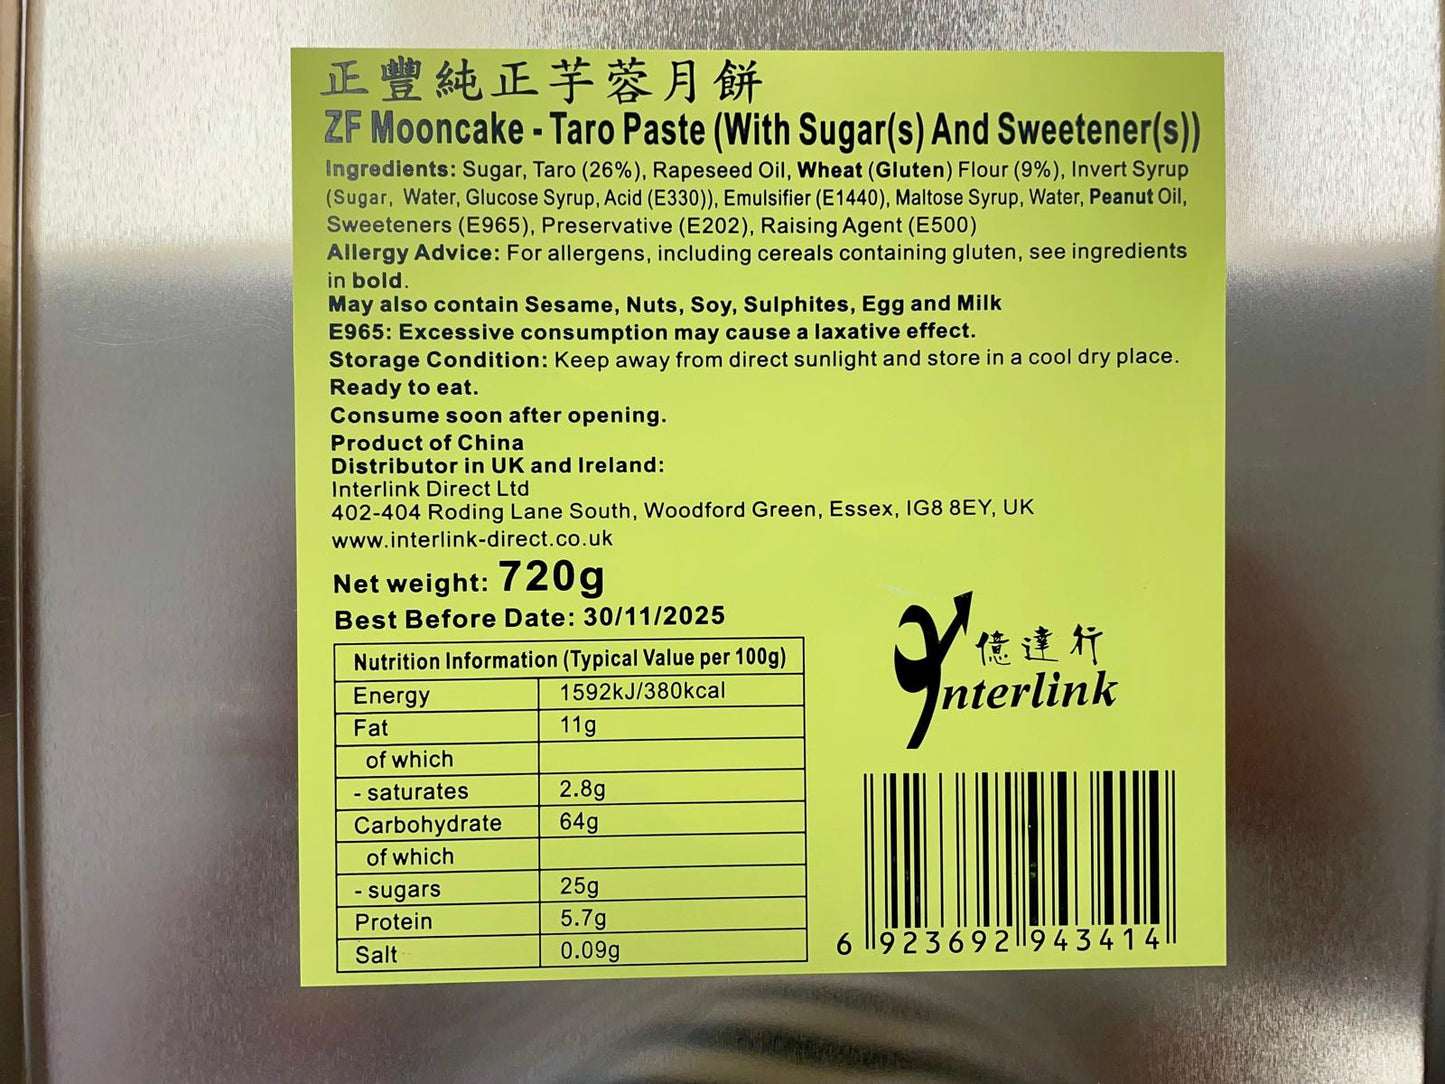 正豐純正芋蓉月餅
ZF Mooncake - Taro Paste (With Sugar(s) And Sweetener(s))
Ingredients: Sugar, Taro (26%), Rapeseed Oil, Wheat (Gluten) Flour (9%), Invert Syrup
(Sugar, Water, Glucose Syrup, Acid (E330)), Emulsifier (E1440), Maltose Syrup, Water, Peanut Oil,
Sweeteners (E965), Preservative (E202), Raising Agent (E500)
Allergy Advice: For allergens, including cereals containing gluten, see ingredients
in bold.
May also contain Sesame, Nuts, Soy, Sulphites, Egg and Milk
E965: Excessive consumption may cause a laxative effect.
Storage Condition: Keep away from direct sunlight and store in a cool dry place.
Ready to eat.
Consume soon after opening.
Product of China
Distributor in UK and Ireland:
Interlink Direct Ltd
402-404 Roding Lane South, Woodford Green, Essex, IG8 8EY, UK
www.interlink-direct.co.uk
Net weight: 720g
Best Before Date: 30/11/2025
Nutrition Information (Typical Value per 100g)
Energy 1592kJ/380kcal
Fat 11g
of which
- saturates 2.8g
Carbohydrate 64g
of which
- sugars 25g
Protein 5.7g
Salt 0.09g
億達行
Interlink
6 923692 943414